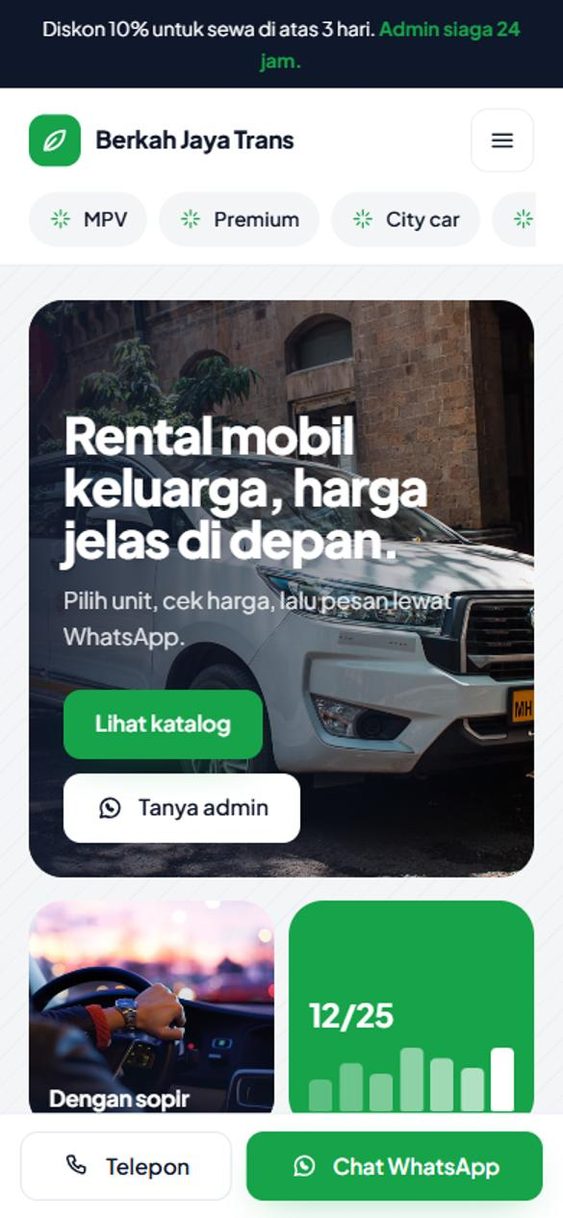 Diskon 10% untuk sewa di atas 3 hari. Admin siaga 24
jam.
Berkah Jaya Trans
MPV
Premium
City car
Rental mobil
keluarga, harga
jelas di depan.
Pilih unit, cek harga, lalu pesan lewat
WhatsApp.
MH
Lihat katalog
Tanya admin
12/25
Dengan sopir
Telepon
Chat WhatsApp